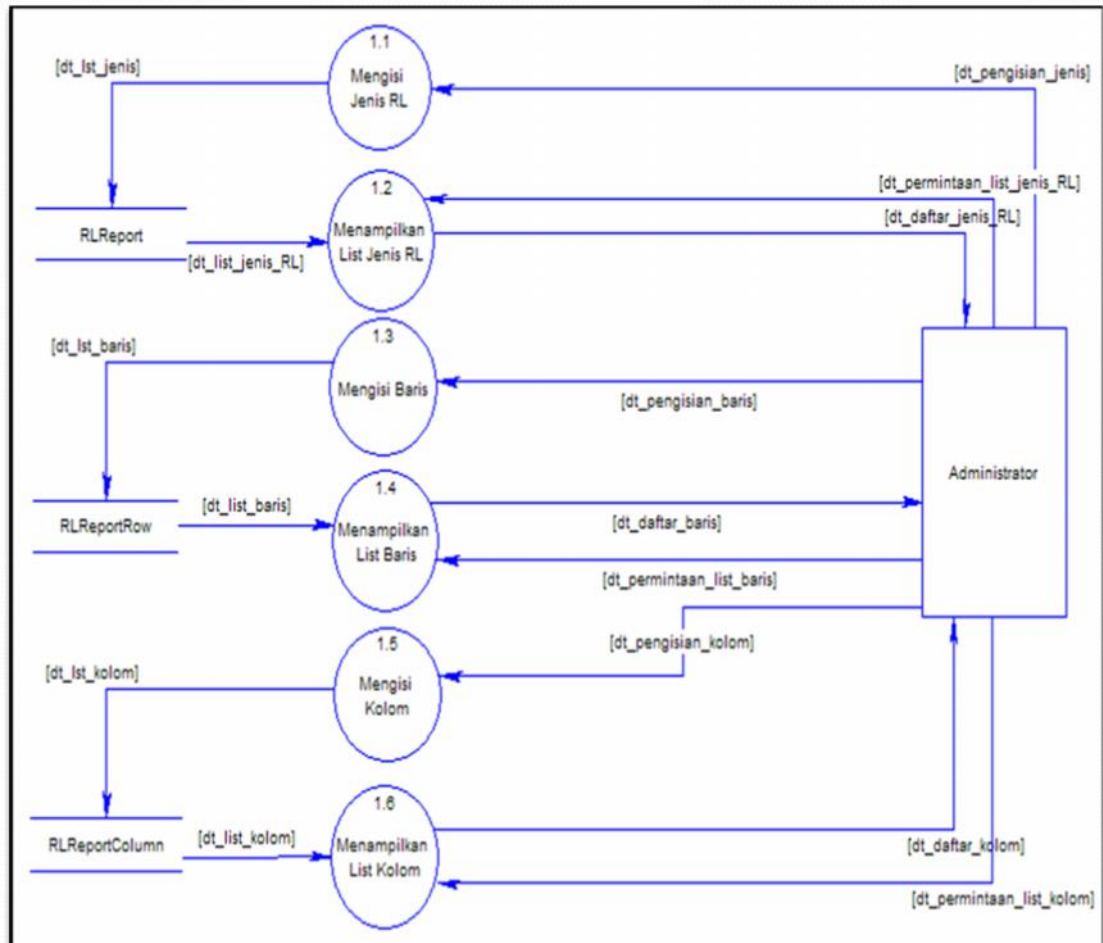 1.1
Mengisi
Jenis RL
[dt_lst_jenis]
[dt_pengisian_jenis]
1.2
Menampilkan
List Jenis RL
[dt_permintaan_list_jenis_RL]
[dt_daftar_jenis_RL]
RLReport
[dt_list_jenis_RL]
1.3
Mengisi Baris
[dt_lst_baris]
[dt_pengisian_baris]
Administrator
1.4
Menampilkan
List Baris
RLReportRow
[dt_list_baris]
[dt_daftar_baris]
[dt_permintaan_list_baris]
1.5
Mengisi
Kolom
[dt_lst_kolom]
[dt_pengisian_kolom]
1.6
Menampilkan
List Kolom
RLReportColumn
[dt_list_kolom]
[dt_daftar_kolom]
[dt_permintaan_list_kolom]